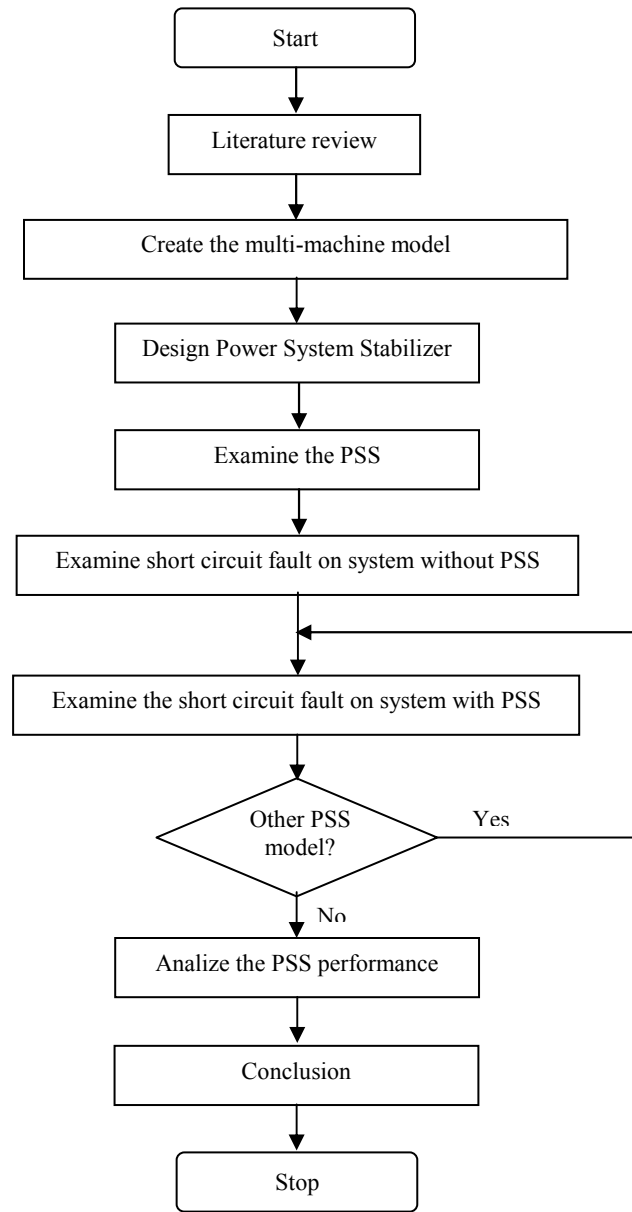 Start
Literature review
Create the multi-machine model
Design Power System Stabilizer
Examine the PSS
Examine short circuit fault on system without PSS
Examine the short circuit fault on system with PSS
Other PSS
model?
Yes
No
Analize the PSS performance
Conclusion
Stop